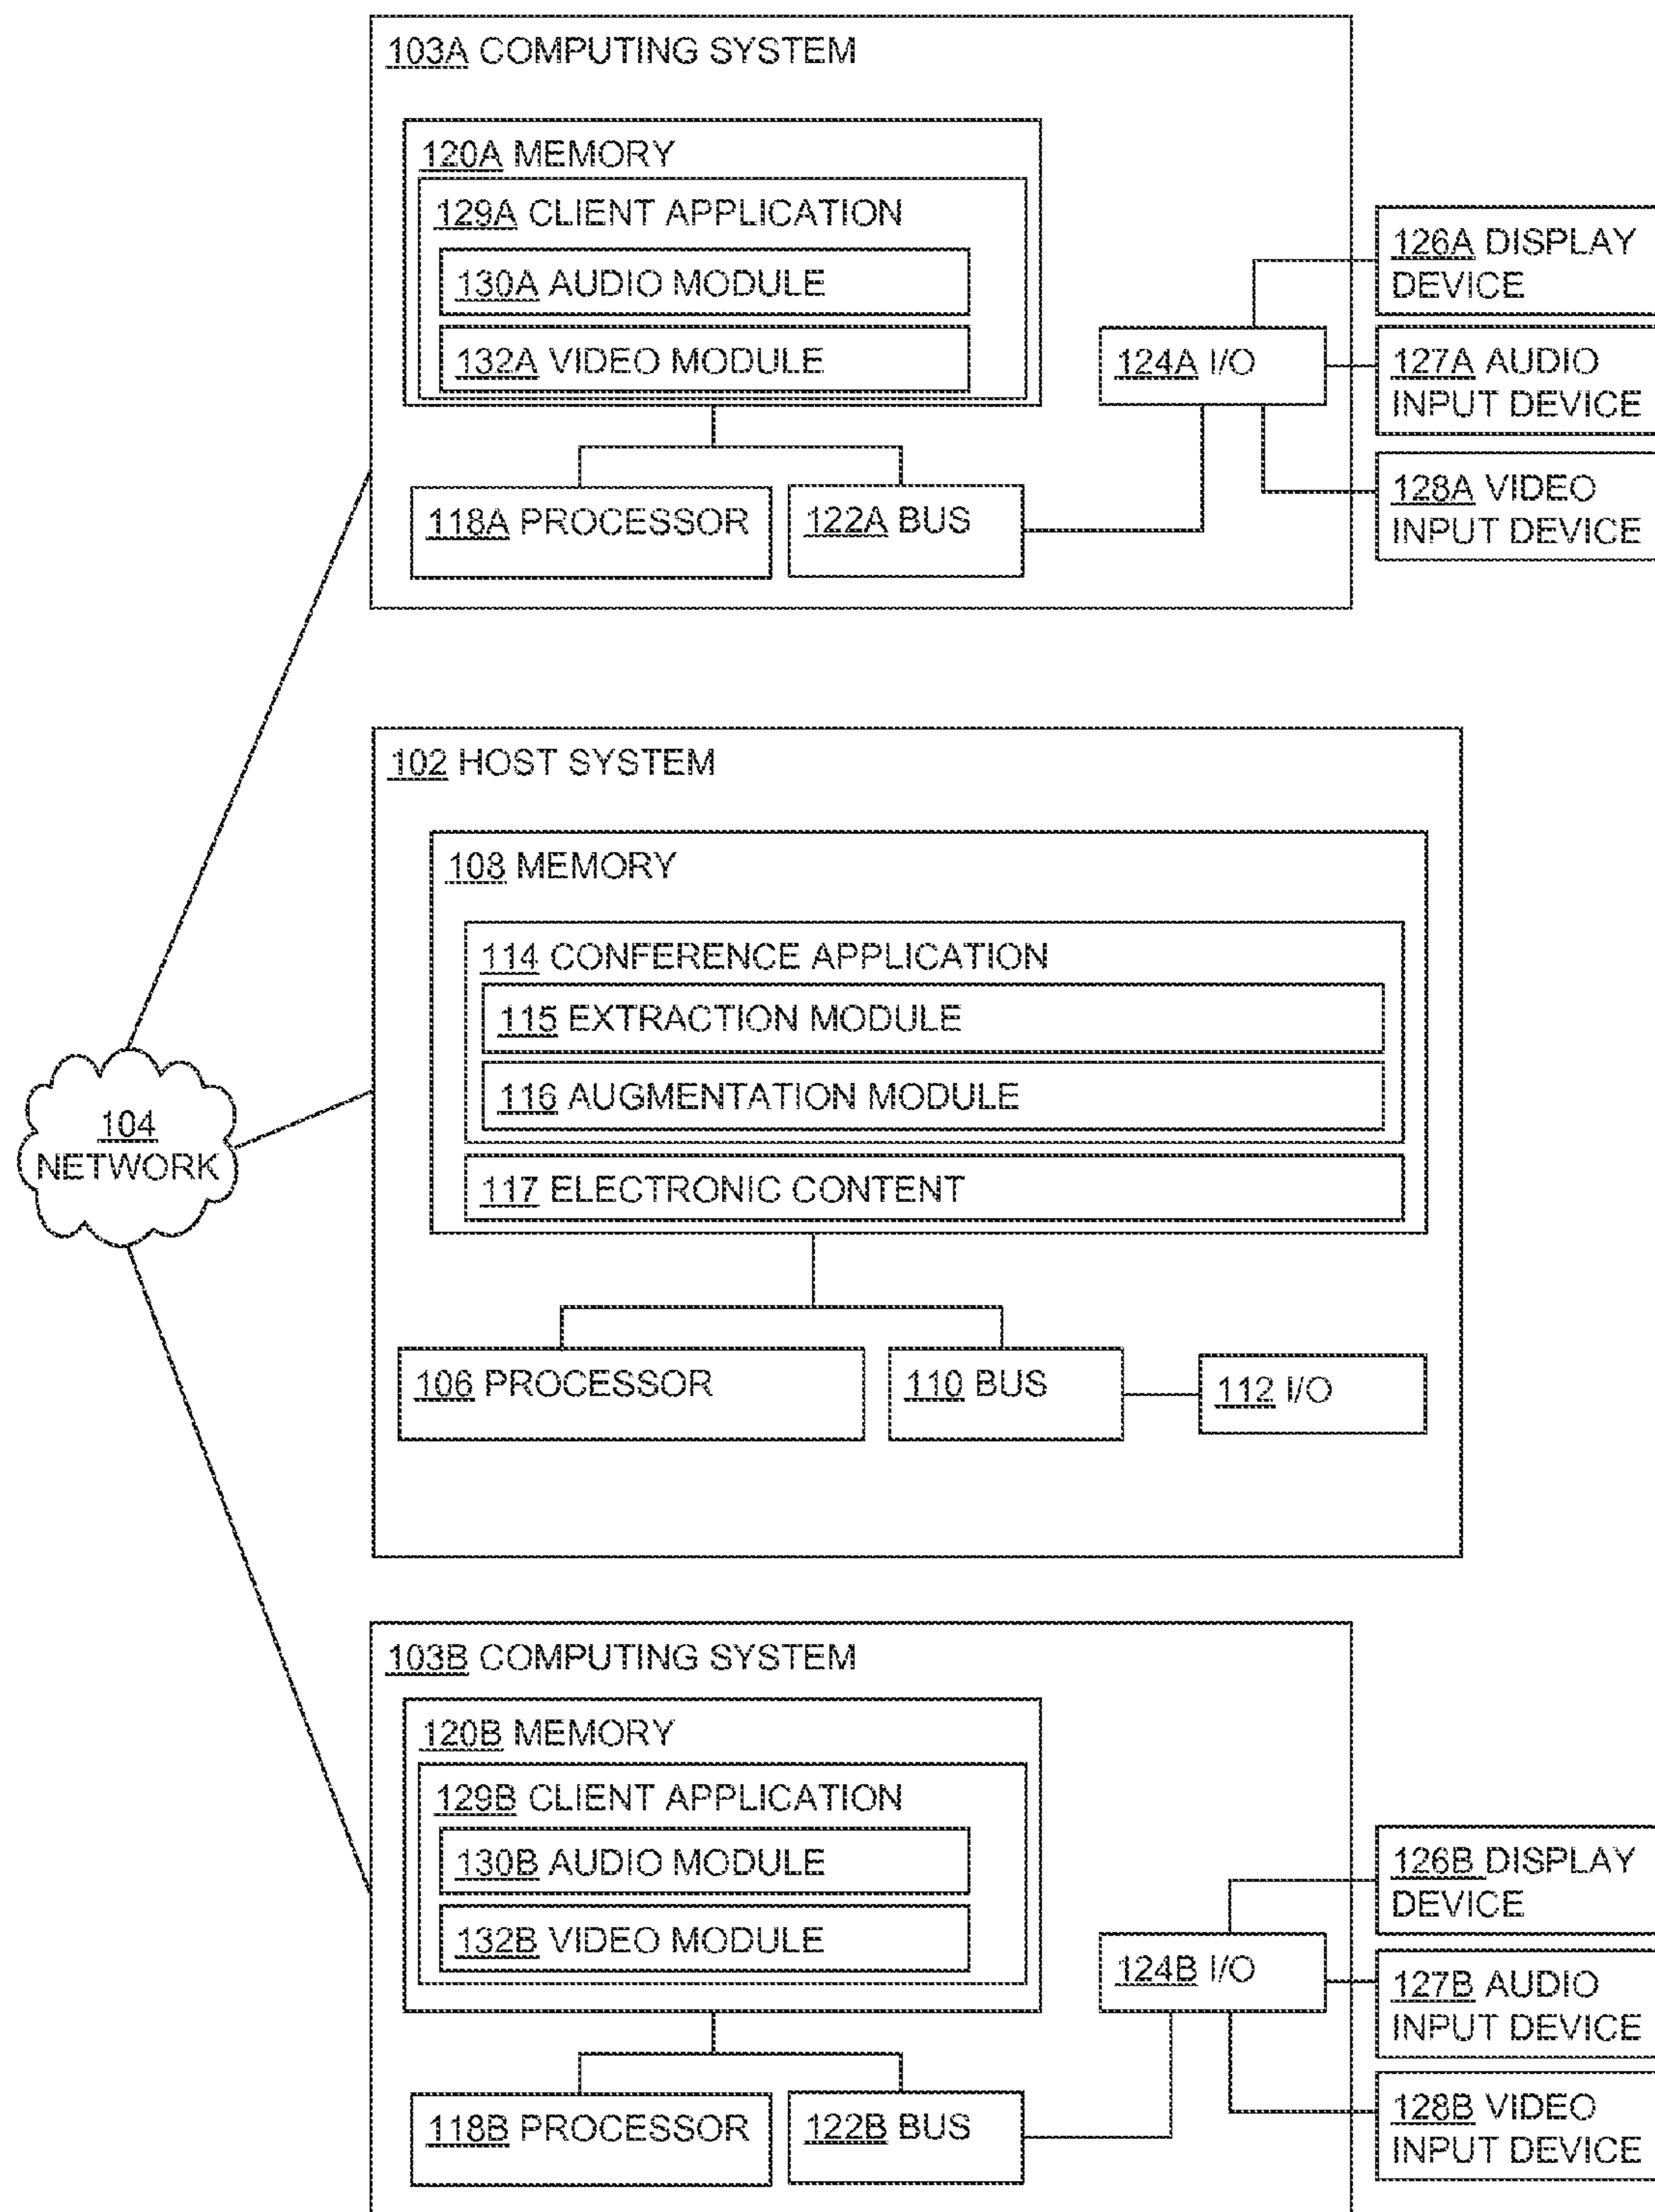 103A COMPUTING SYSTEM
120A MEMORY
129A CLIENT APPLICATION
130A AUDIO MODULE
132A VIDEO MODULE
118A PROCESSOR
122A BUS
124A I/O
126A DISPLAY
DEVICE
127A AUDIO
INPUT DEVICE
128A VIDEO
INPUT DEVICE
104
NETWORK
102 HOST SYSTEM
108 MEMORY
114 CONFERENCE APPLICATION
115 EXTRACTION MODULE
116 AUGMENTATION MODULE
117 ELECTRONIC CONTENT
106 PROCESSOR
110 BUS
112 I/O
103B COMPUTING SYSTEM
120B MEMORY
129B CLIENT APPLICATION
130B AUDIO MODULE
132B VIDEO MODULE
118B PROCESSOR
122B BUS
124B I/O
126B DISPLAY
DEVICE
127B AUDIO
INPUT DEVICE
128B VIDEO
INPUT DEVICE